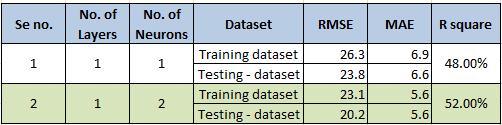 Se no. No. of Layers No. of Neurons Dataset RMSE MAE R square
1 1 1 Training dataset 26.3 6.9 48.00%
Testing - dataset 23.8 6.6
2 1 2 Training dataset 23.1 5.6 52.00%
Testing - dataset 20.2 5.6